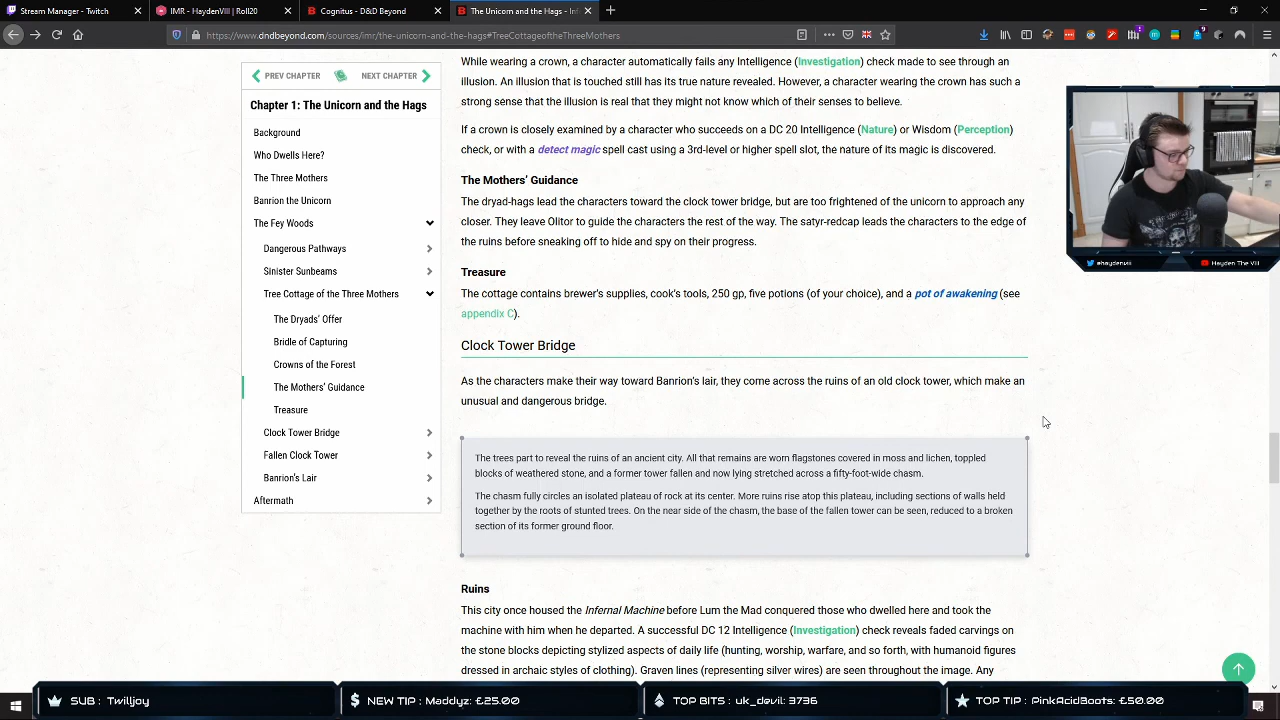 Stream Manager - Twitch
IMR - HaydenVIII | Roll20
Cognitus - D&D Beyond
The Unicorn and the Hags - Inf
https://www.dndbeyond.com/sources/imr/the-unicorn-and-the-hags#TreeCottageoftheThreeMothers
PREV CHAPTER
NEXT CHAPTER
Chapter 1: The Unicorn and the Hags
Background
Who Dwells Here?
The Three Mothers
Banrion the Unicorn
The Fey Woods
Dangerous Pathways
Sinister Sunbeams
Tree Cottage of the Three Mothers
The Dryads' Offer
Bridle of Capturing
Crowns of the Forest
The Mothers' Guidance
Treasure
Clock Tower Bridge
Fallen Clock Tower
Banrion's Lair
Aftermath
While wearing a crown, a character automatically fails any Intelligence (Investigation) check made to see through an
illusion. An illusion that is touched still has its true nature revealed. However, a character wearing the crown has such a
strong sense that the illusion is real that they might not know which of their senses to believe.
If a crown is closely examined by a character who succeeds on a DC 20 Intelligence (Nature) or Wisdom (Perception)
check, or with a detect magic spell cast using a 3rd-level or higher spell slot, the nature of its magic is discovered.
The Mothers' Guidance
The dryad-hags lead the characters toward the clock tower bridge, but are too frightened of the unicorn to approach any
closer. They leave Olitor to guide the characters the rest of the way. The satyr-redcap leads the characters to the edge of
the ruins before sneaking off to hide and spy on their progress.
Treasure
The cottage contains brewer's supplies, cook's tools, 250 gp, five potions (of your choice), and a pot of awakening (see
appendix C).
Clock Tower Bridge
As the characters make their way toward Banrion's lair, they come across the ruins of an old clock tower, which make an
unusual and dangerous bridge.
The trees part to reveal the ruins of an ancient city. All that remains are worn flagstones covered in moss and lichen, toppled
blocks of weathered stone, and a former tower fallen and now lying stretched across a fifty-foot-wide chasm.
The chasm fully circles an isolated plateau of rock at its center. More ruins rise atop this plateau, including sections of walls held
together by the roots of stunted trees. On the near side of the chasm, the base of the fallen tower can be seen, reduced to a broken
section of its former ground floor.
Ruins
This city once housed the Infernal Machine before Lum the Mad conquered those who dwelled here and took the
machine with him when he departed. A successful DC 12 Intelligence (Investigation) check reveals faded carvings on
the stone blocks depicting stylized aspects of daily life (hunting, worship, warfare, and so forth, with humanoid figures
dressed in archaic styles of clothing). Graven lines (representing silver wires) are seen throughout the image. Any
@haydenviii
Hayden The VIII
SUB : Twilljoy
NEW TIP : Maddyz: £25.00
TOP BITS : uk_devil: 3736
TOP TIP : PinkAcidBoots: £50.00